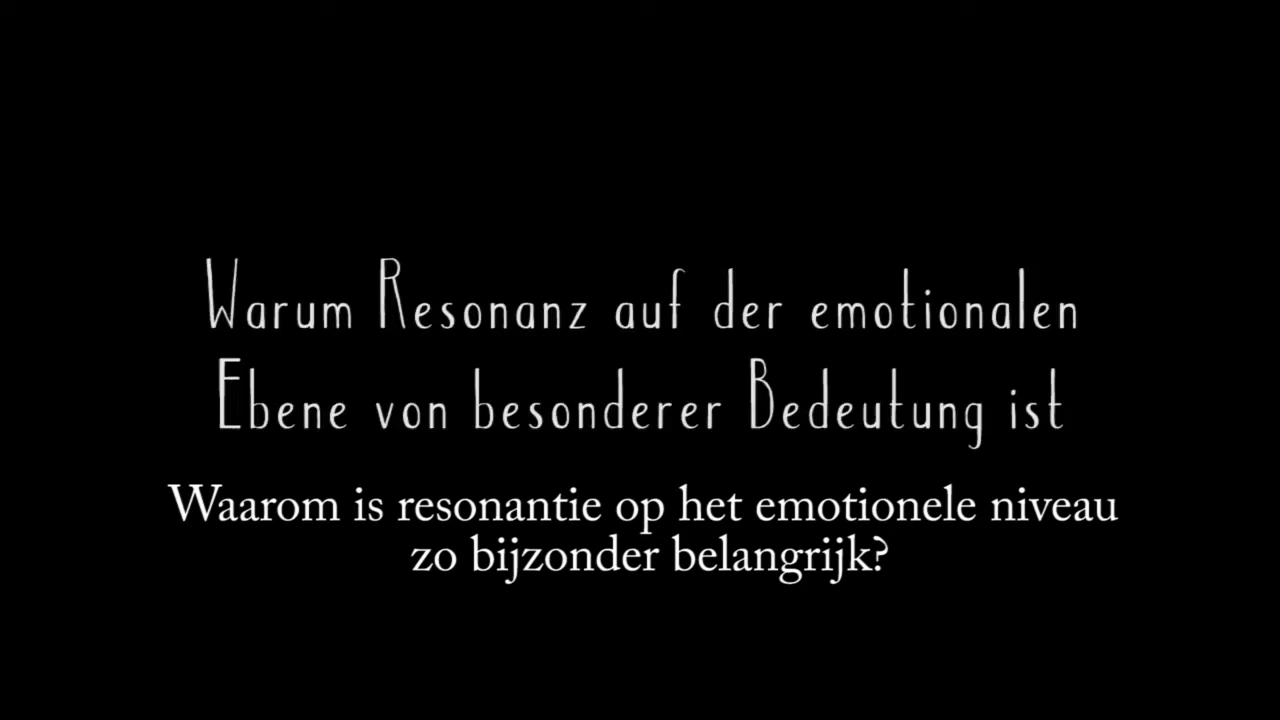 Warum Resonanz auf der emotionalen
Ebene von besonderer Bedeutung ist
Waarom is resonantie op het emotionele niveau
zo bijzonder belangrijk?